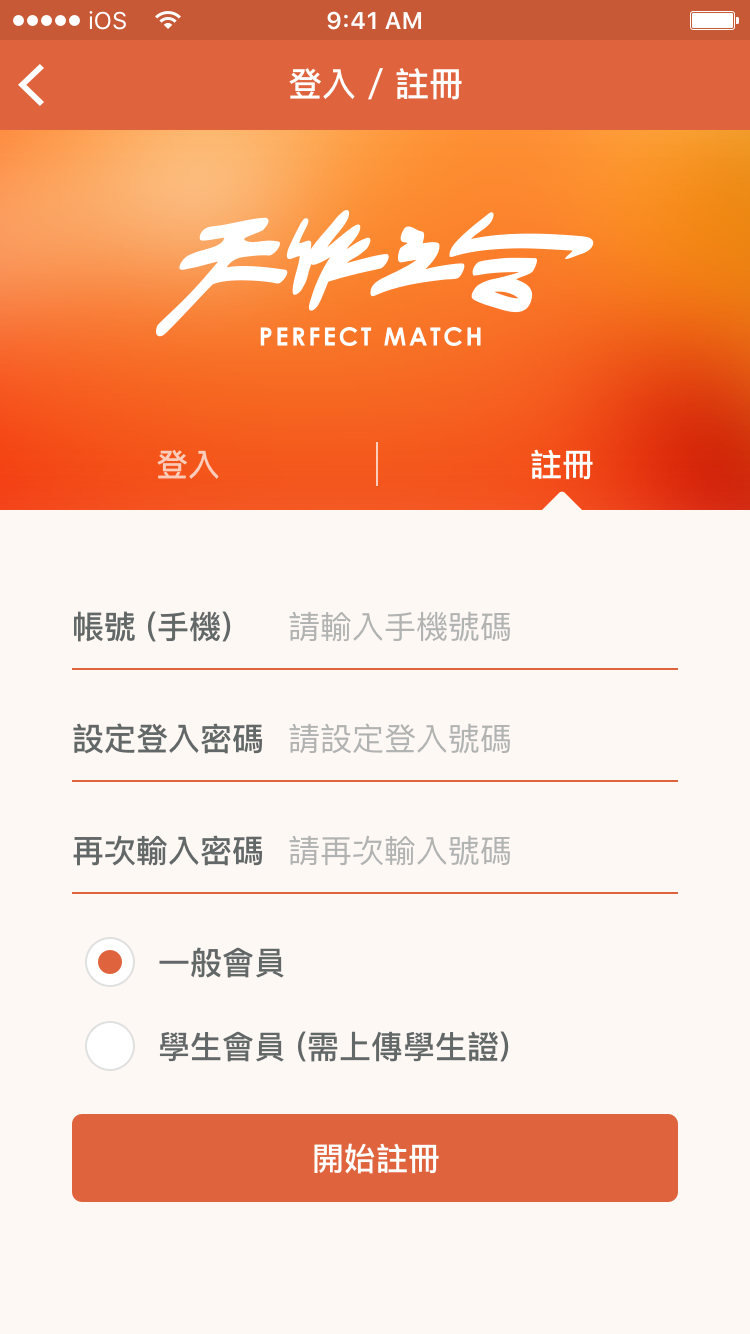 iOS 9:41 AM
登入 / 註冊
天作之合
PERFECT MATCH
登入 註冊
帳號 (手機) 請輸入手機號碼
設定登入密碼 請設定登入號碼
再次輸入密碼 請再次輸入號碼
一般會員
學生會員 (需上傳學生證)
開始註冊